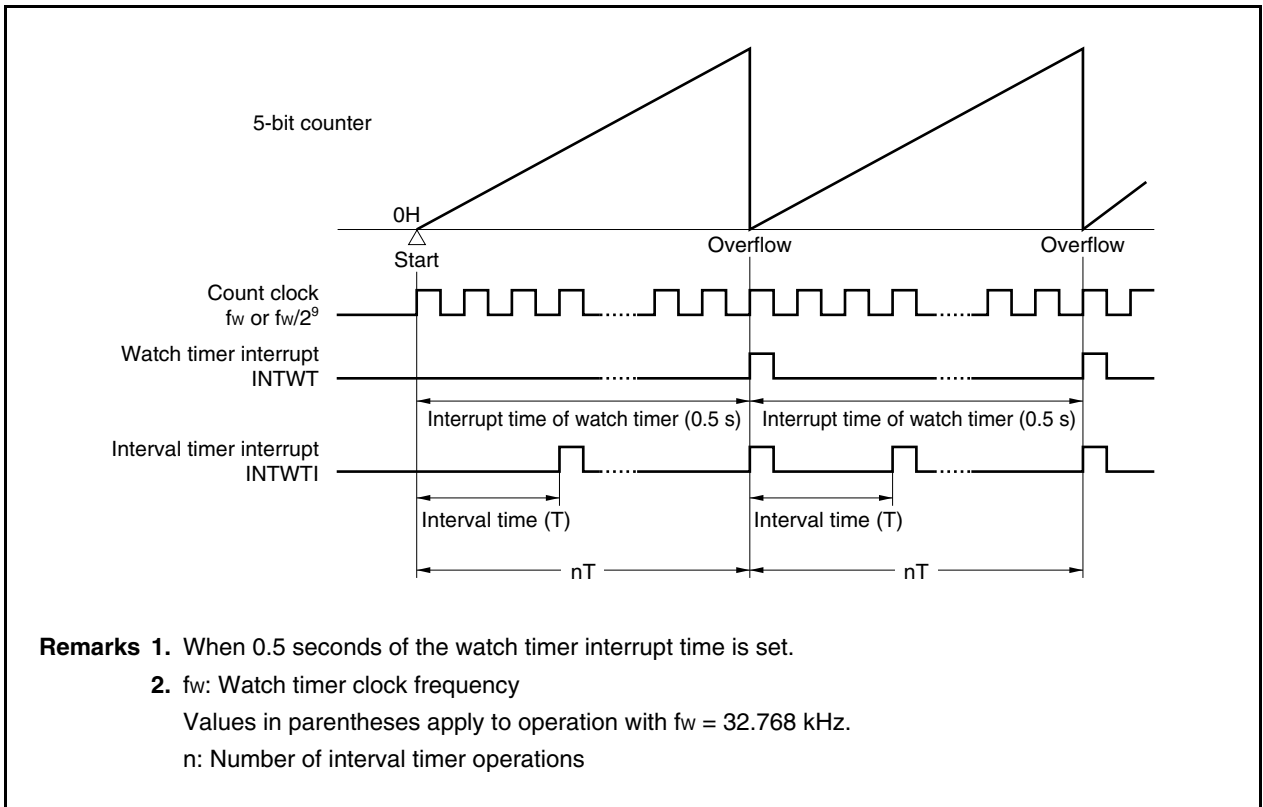 5-bit counter
0H
Start
Overflow
Overflow
Count clock
fW or fW/2⁹
Watch timer interrupt
INTWT
Interrupt time of watch timer (0.5 s)
Interrupt time of watch timer (0.5 s)
Interval timer interrupt
INTWTI
Interval time (T)
Interval time (T)
nT
nT
Remarks 1. When 0.5 seconds of the watch timer interrupt time is set.
2. fW: Watch timer clock frequency
Values in parentheses apply to operation with fW = 32.768 kHz.
n: Number of interval timer operations